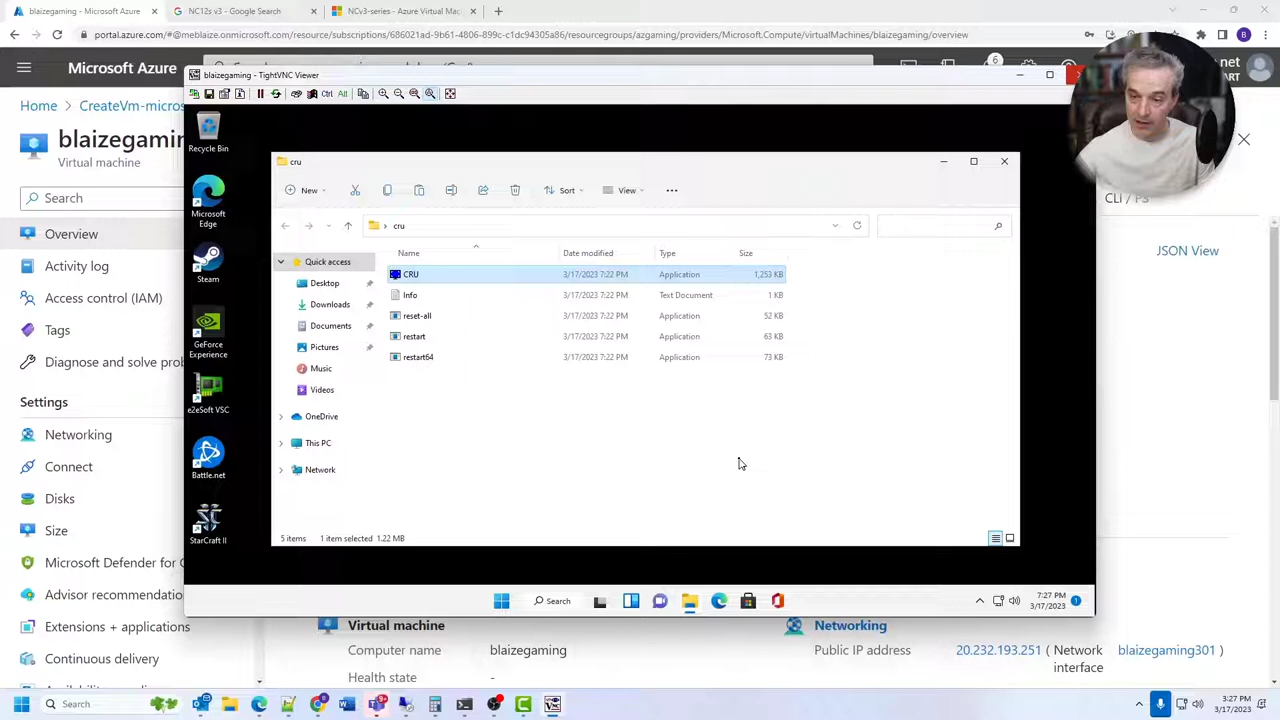 blaizegaming - Microsoft Azure
NC12s v3 - Google Search
NCv3-series - Azure Virtual Mac
portal.azure.com/#@meblaize.onmicrosoft.com/resource/subscriptions/686021ad-9b61-4806-865e-c1dc94305185/resourcegroups/azgaming/providers/Microsoft.Compute/virtualMachines/blaizegaming/overview
B
Microsoft Azure
6
net
Home
CreateVm-micros
blaizegamin
Virtual machine
Search
Overview
Activity log
Access control (IAM)
Tags
Diagnose and solve
Settings
Networking
Connect
Disks
Size
Microsoft Defender for C
Advisor recommendatio
Extensions + applications
Continuous delivery
CLI / PS
JSON View
blaizegaming - TightVNC Viewer
Ctrl Alt
Recycle Bin
Microsoft
Edge
Steam
GeForce
Experience
e2eSoft VSC
Battle.net
StarCraft II
cru
New
Sort
View
cru
Name
Date modified
Type
Size
Quick access
Desktop
Downloads
Documents
Pictures
Music
Videos
OneDrive
This PC
Network
CRU 3/17/2023 7:22 PM Application 1,253 KB
Info 3/17/2023 7:22 PM Text Document 1 KB
reset-all 3/17/2023 7:22 PM Application 52 KB
restart 3/17/2023 7:22 PM Application 63 KB
restart64 3/17/2023 7:22 PM Application 73 KB
5 items 1 item selected 1.22 MB
Search
7:27 PM
3/17/2023
1
Virtual machine
Computer name blaizegaming
Health state -
Networking
Public IP address 20.232.193.251 ( Network
interface
blaizegaming301 )
Search
3:27 PM
3/17/2023